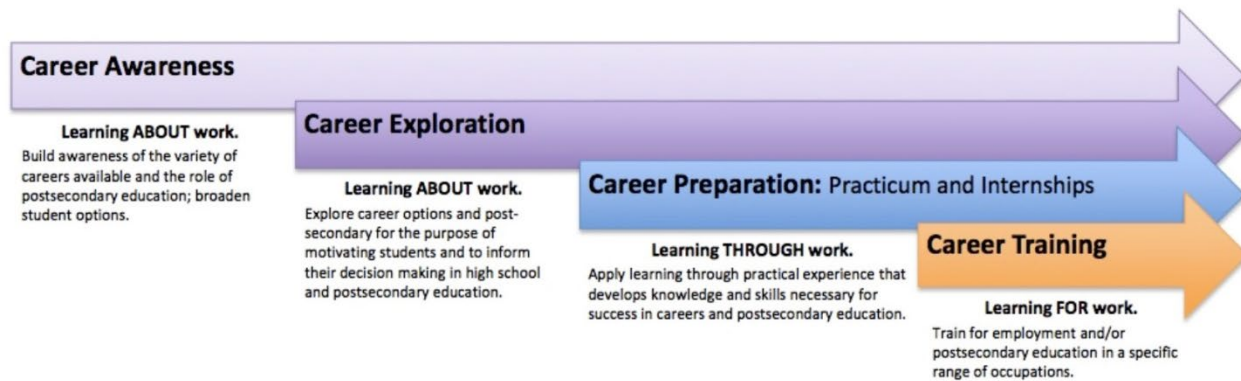 Career Awareness
Learning ABOUT work.
Build awareness of the variety of
careers available and the role of
postsecondary education; broaden
student options.
Career Exploration
Learning ABOUT work.
Explore career options and post-
secondary for the purpose of
motivating students and to inform
their decision making in high school
and postsecondary education.
Career Preparation: Practicum and Internships
Learning THROUGH work.
Apply learning through practical experience that
develops knowledge and skills necessary for
success in careers and postsecondary education.
Career Training
Learning FOR work.
Train for employment and/or
postsecondary education in a specific
range of occupations.